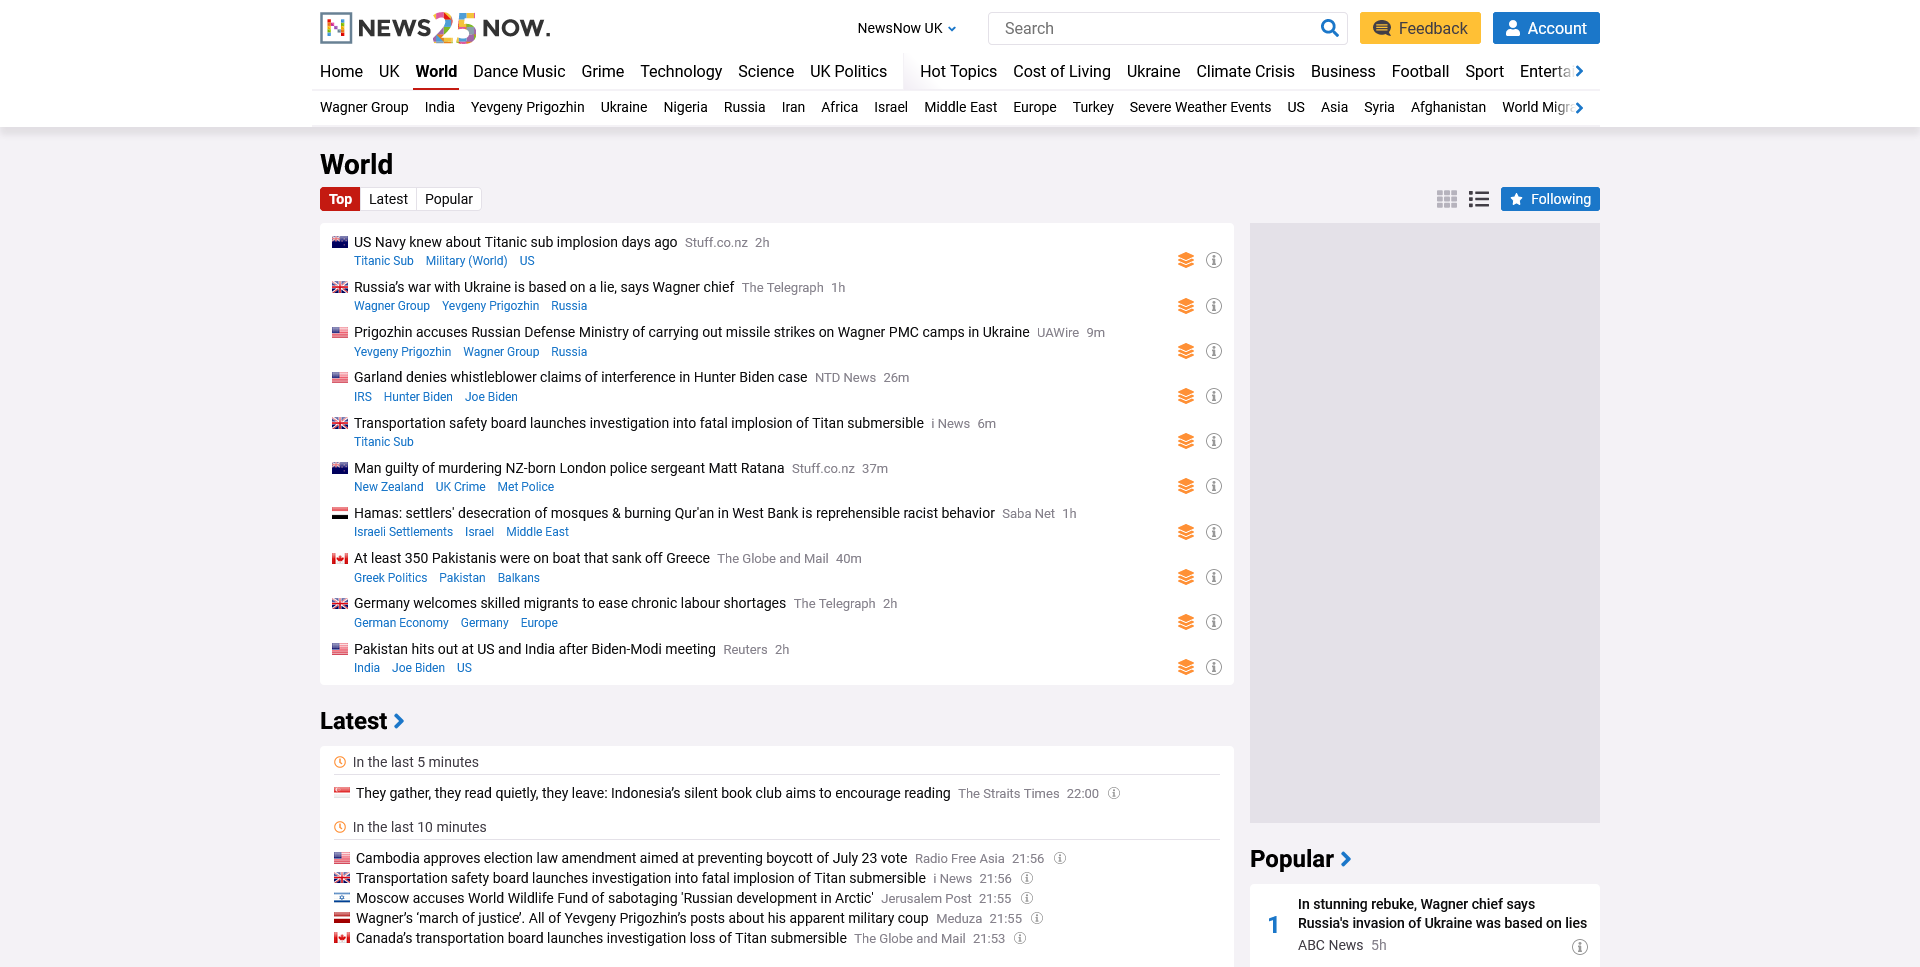 NEWS25NOW.
NewsNow UK
Search
Feedback
Account
Home UK World Dance Music Grime Technology Science UK Politics Hot Topics Cost of Living Ukraine Climate Crisis Business Football Sport Enterta
Wagner Group India Yevgeny Prigozhin Ukraine Nigeria Russia Iran Africa Israel Middle East Europe Turkey Severe Weather Events US Asia Syria Afghanistan World Migr
World
Top Latest Popular
Following
US Navy knew about Titanic sub implosion days ago Stuff.co.nz 2h
Titanic Sub Military (World) US
Russia’s war with Ukraine is based on a lie, says Wagner chief The Telegraph 1h
Wagner Group Yevgeny Prigozhin Russia
Prigozhin accuses Russian Defense Ministry of carrying out missile strikes on Wagner PMC camps in Ukraine UAWire 9m
Yevgeny Prigozhin Wagner Group Russia
Garland denies whistleblower claims of interference in Hunter Biden case NTD News 26m
IRS Hunter Biden Joe Biden
Transportation safety board launches investigation into fatal implosion of Titan submersible i News 6m
Titanic Sub
Man guilty of murdering NZ-born London police sergeant Matt Ratana Stuff.co.nz 37m
New Zealand UK Crime Met Police
Hamas: settlers' desecration of mosques & burning Qur'an in West Bank is reprehensible racist behavior Saba Net 1h
Israeli Settlements Israel Middle East
At least 350 Pakistanis were on boat that sank off Greece The Globe and Mail 40m
Greek Politics Pakistan Balkans
Germany welcomes skilled migrants to ease chronic labour shortages The Telegraph 2h
German Economy Germany Europe
Pakistan hits out at US and India after Biden-Modi meeting Reuters 2h
India Joe Biden US
Latest
In the last 5 minutes
They gather, they read quietly, they leave: Indonesia’s silent book club aims to encourage reading The Straits Times 22:00
In the last 10 minutes
Cambodia approves election law amendment aimed at preventing boycott of July 23 vote Radio Free Asia 21:56
Transportation safety board launches investigation into fatal implosion of Titan submersible i News 21:56
Moscow accuses World Wildlife Fund of sabotaging 'Russian development in Arctic' Jerusalem Post 21:55
Wagner’s ‘march of justice’. All of Yevgeny Prigozhin’s posts about his apparent military coup Meduza 21:55
Canada’s transportation board launches investigation loss of Titan submersible The Globe and Mail 21:53
Popular
1
In stunning rebuke, Wagner chief says
Russia's invasion of Ukraine was based on lies
ABC News 5h